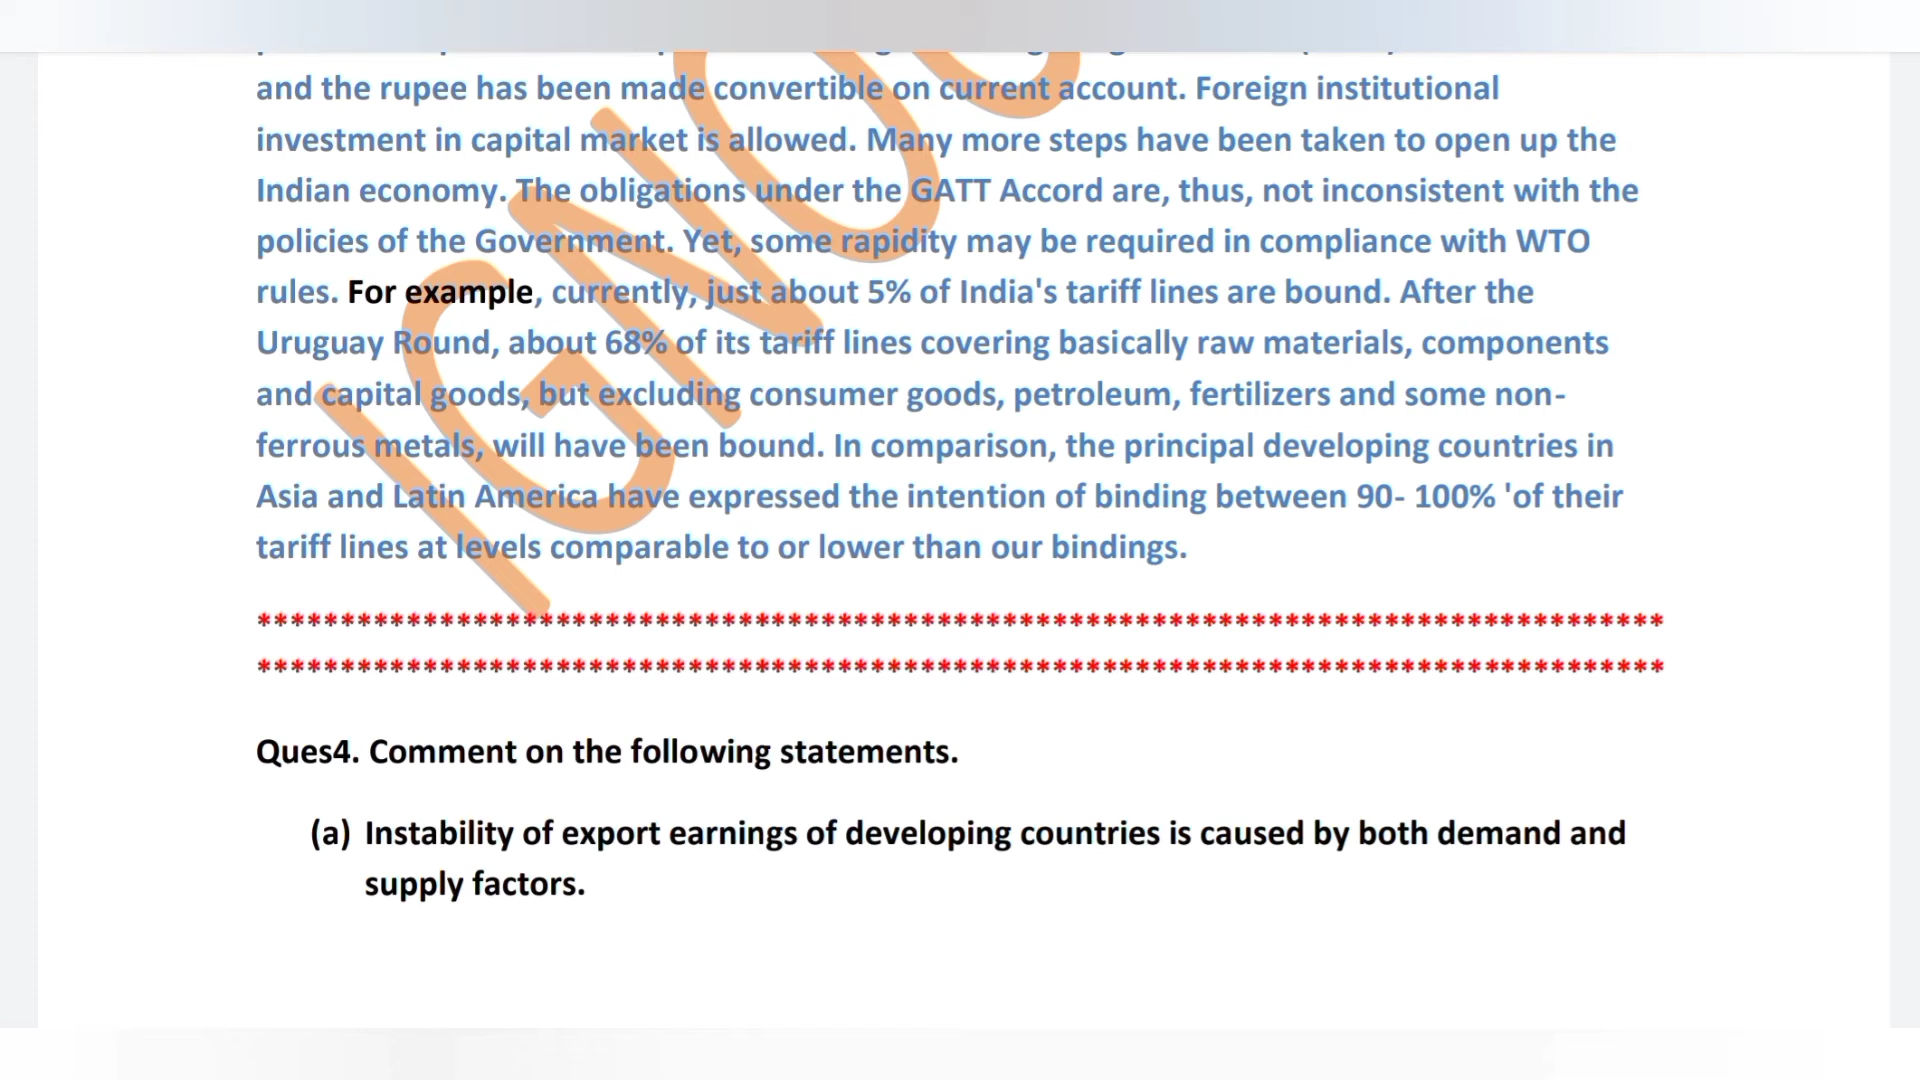 and the rupee has been made convertible on current account. Foreign institutional
investment in capital market is allowed. Many more steps have been taken to open up the
Indian economy. The obligations under the GATT Accord are, thus, not inconsistent with the
policies of the Government. Yet, some rapidity may be required in compliance with WTO
rules. For example, currently, just about 5% of India's tariff lines are bound. After the
Uruguay Round, about 68% of its tariff lines covering basically raw materials, components
and capital goods, but excluding consumer goods, petroleum, fertilizers and some non-
ferrous metals, will have been bound. In comparison, the principal developing countries in
Asia and Latin America have expressed the intention of binding between 90- 100% 'of their
tariff lines at levels comparable to or lower than our bindings.
*************************************************************************************
*************************************************************************************
Ques4. Comment on the following statements.
(a) Instability of export earnings of developing countries is caused by both demand and
supply factors.
IGNO